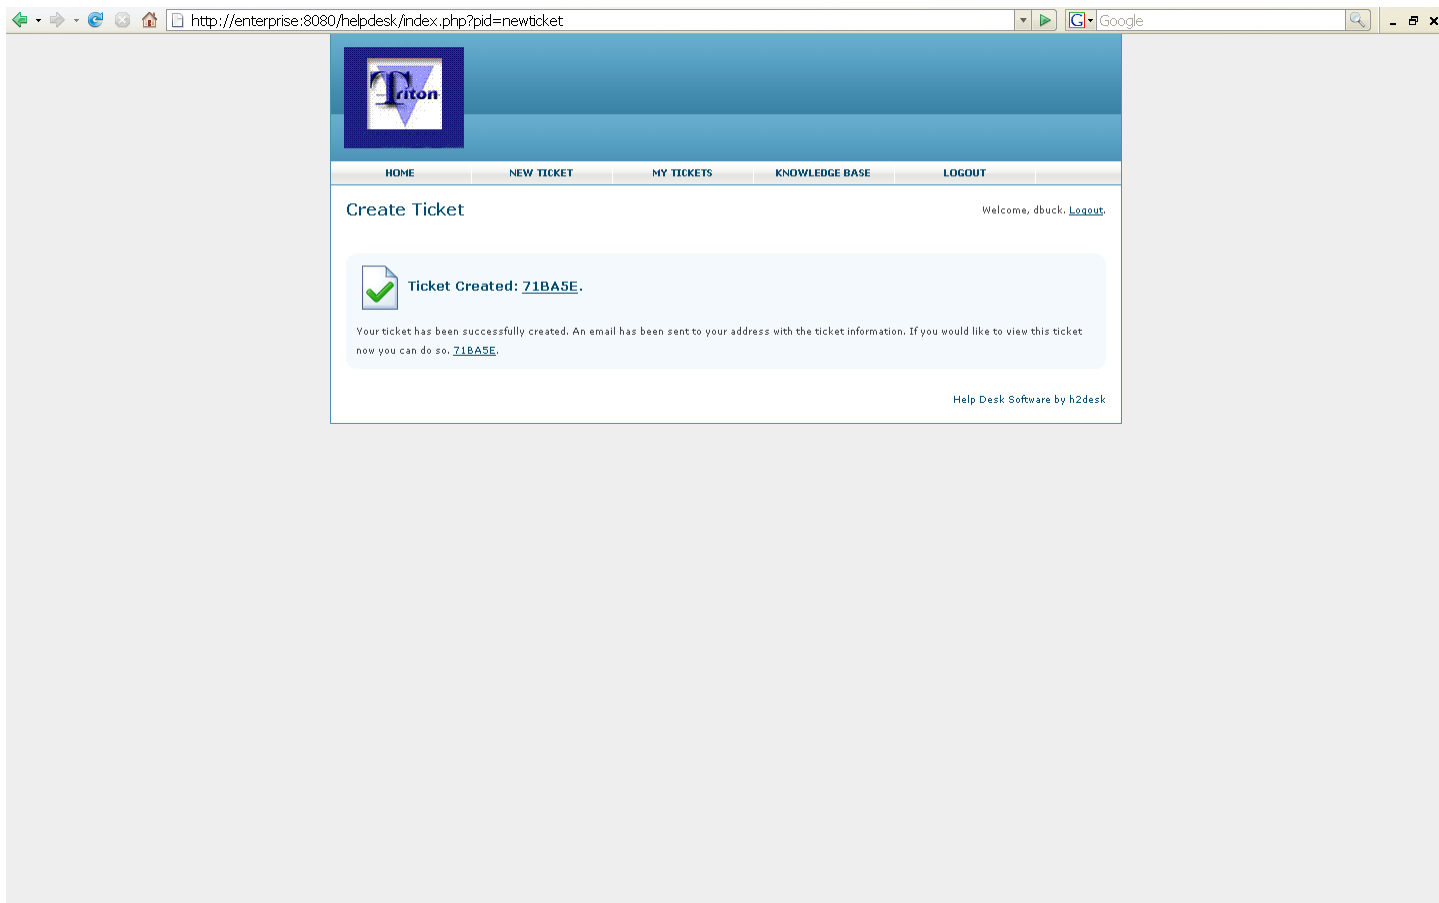 http://enterprise:8080/helpdesk/index.php?pid=newticket
Google
Triton
HOME NEW TICKET MY TICKETS KNOWLEDGE BASE LOGOUT
Create Ticket
Welcome, dbuck. Logout.
Ticket Created: 71BA5E.
Your ticket has been successfully created. An email has been sent to your address with the ticket information. If you would like to view this ticket
now you can do so. 71BA5E.
Help Desk Software by h2desk